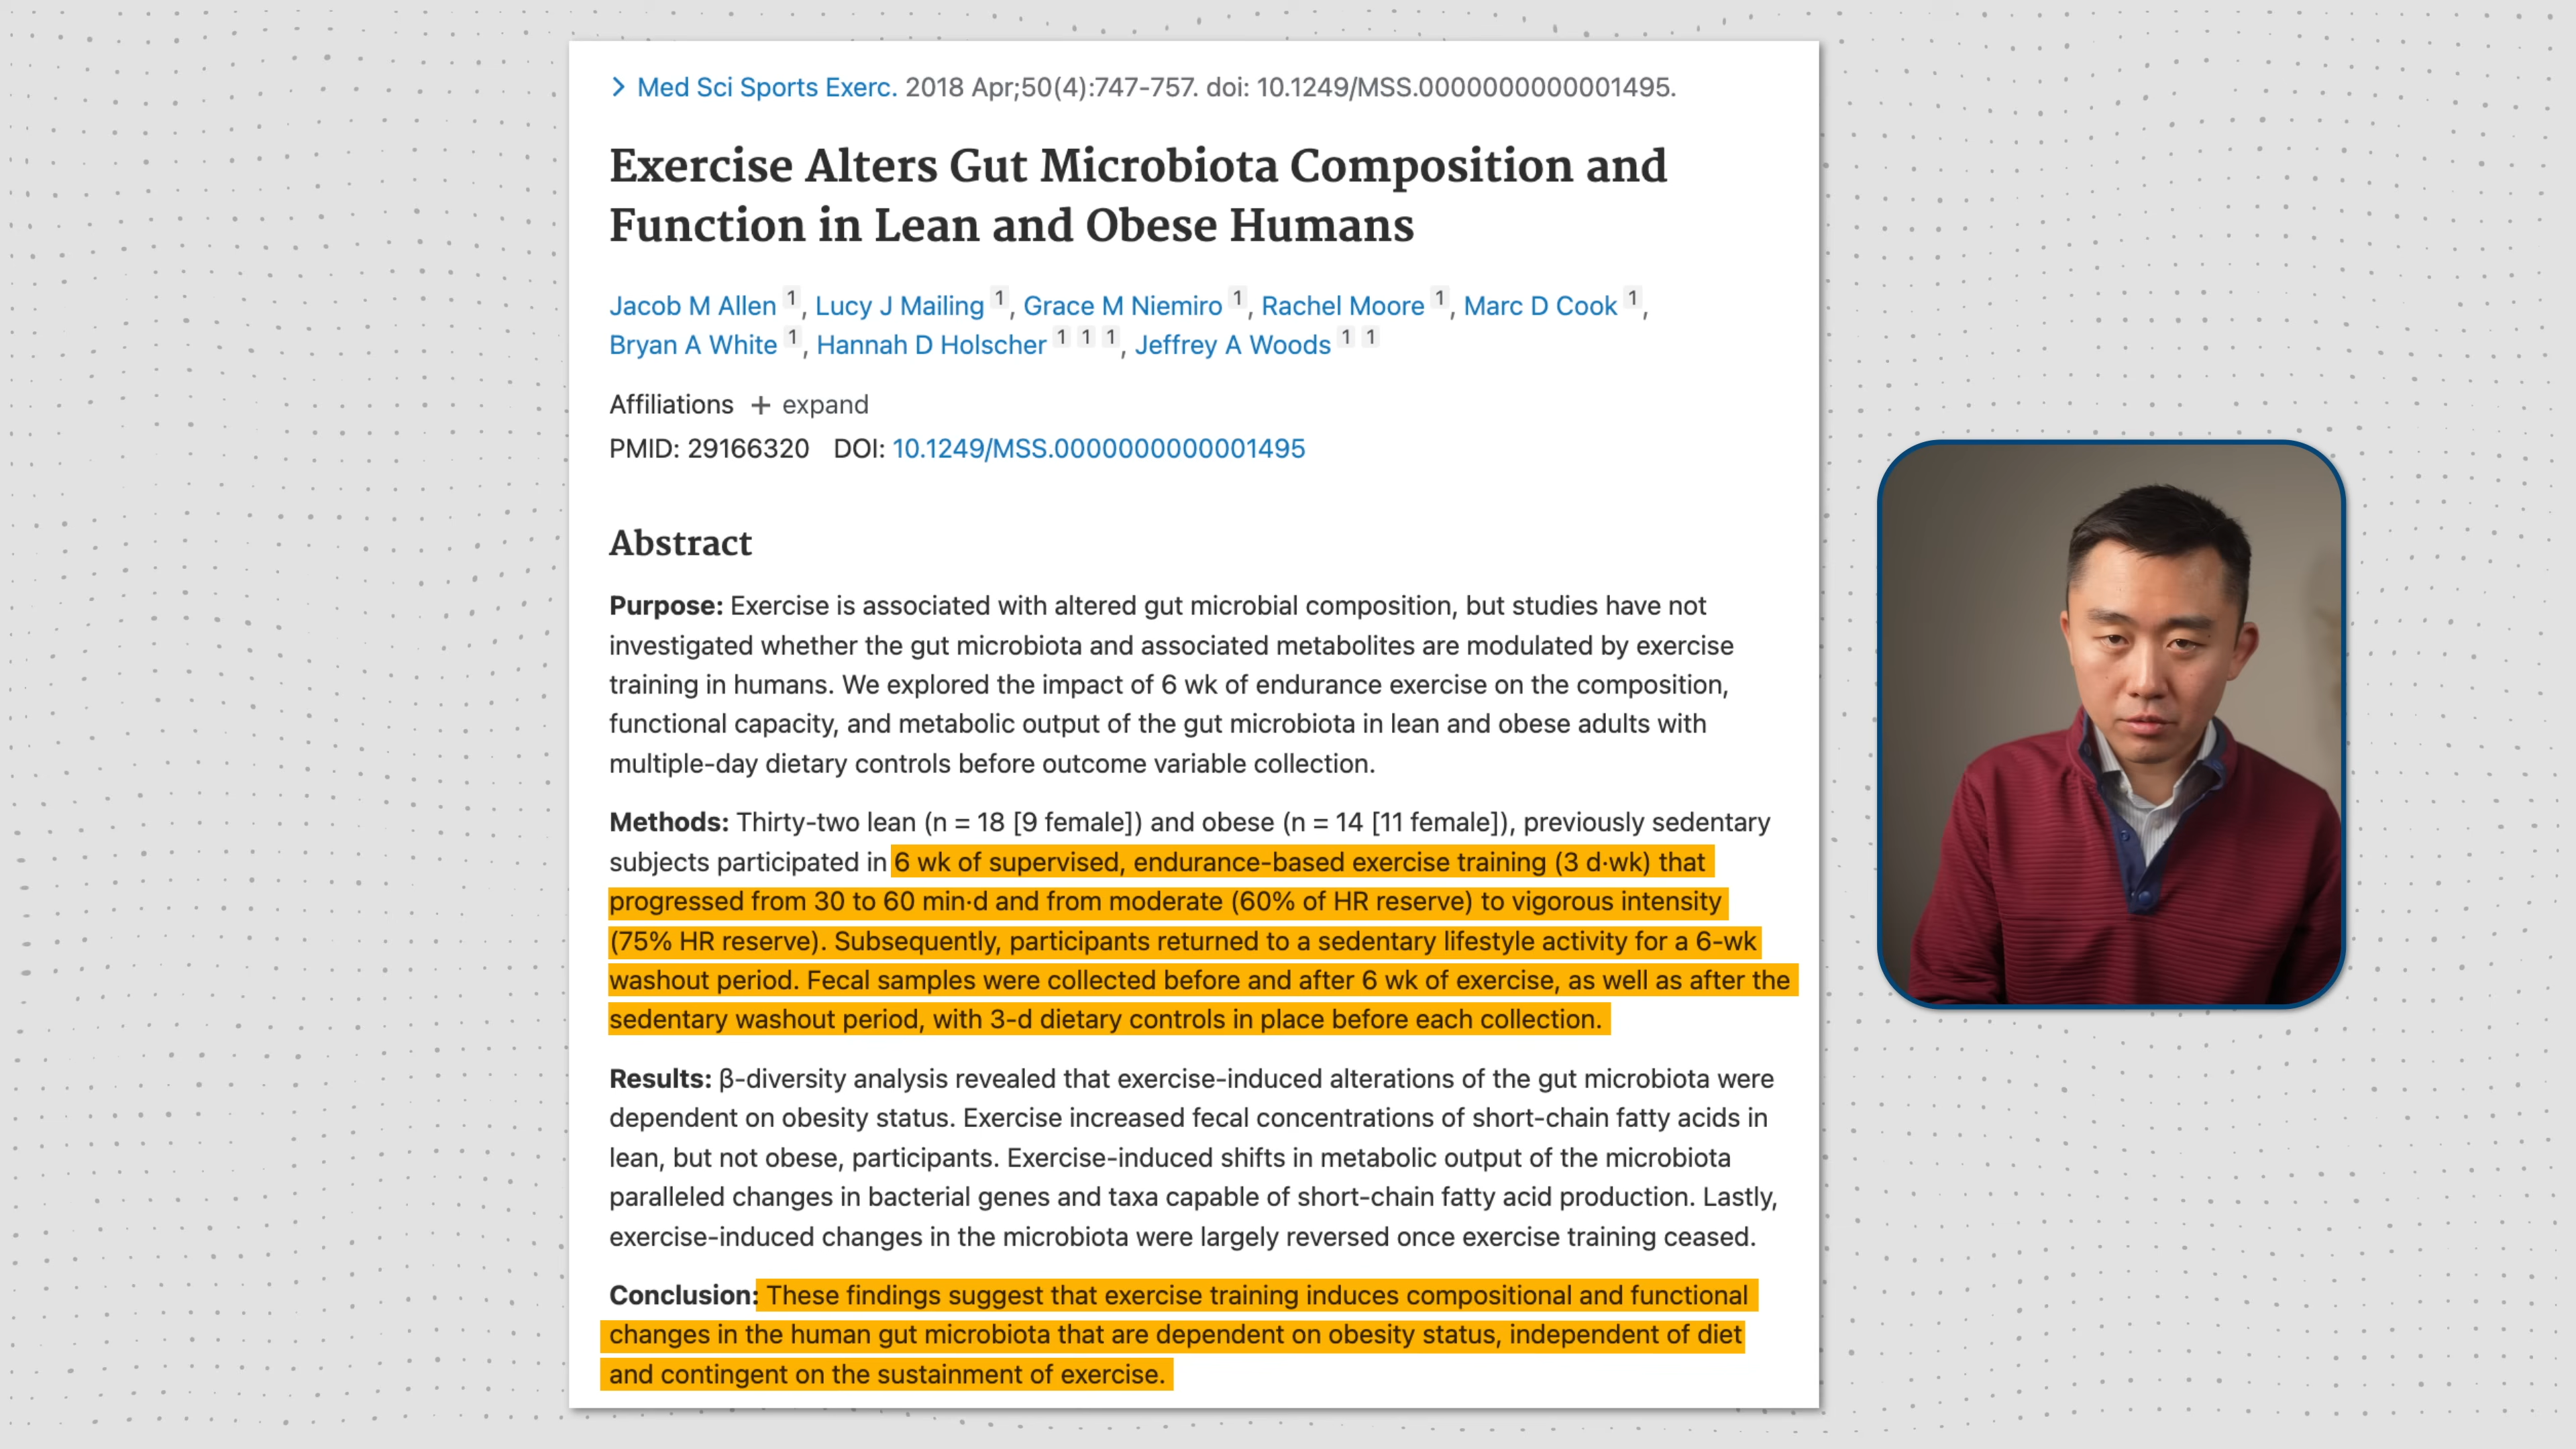 > Med Sci Sports Exerc. 2018 Apr;50(4):747-757. doi: 10.1249/MSS.0000000000001495.
Exercise Alters Gut Microbiota Composition and
Function in Lean and Obese Humans
Jacob M Allen 1, Lucy J Mailing 1, Grace M Niemiro 1, Rachel Moore 1, Marc D Cook 1,
Bryan A White 1, Hannah D Holscher 1 1 1, Jeffrey A Woods 1 1
Affiliations + expand
PMID: 29166320 DOI: 10.1249/MSS.0000000000001495
Abstract
Purpose: Exercise is associated with altered gut microbial composition, but studies have not
investigated whether the gut microbiota and associated metabolites are modulated by exercise
training in humans. We explored the impact of 6 wk of endurance exercise on the composition,
functional capacity, and metabolic output of the gut microbiota in lean and obese adults with
multiple-day dietary controls before outcome variable collection.
Methods: Thirty-two lean (n = 18 [9 female]) and obese (n = 14 [11 female]), previously sedentary
subjects participated in 6 wk of supervised, endurance-based exercise training (3 d·wk) that
progressed from 30 to 60 min·d and from moderate (60% of HR reserve) to vigorous intensity
(75% HR reserve). Subsequently, participants returned to a sedentary lifestyle activity for a 6-wk
washout period. Fecal samples were collected before and after 6 wk of exercise, as well as after the
sedentary washout period, with 3-d dietary controls in place before each collection.
Results: β-diversity analysis revealed that exercise-induced alterations of the gut microbiota were
dependent on obesity status. Exercise increased fecal concentrations of short-chain fatty acids in
lean, but not obese, participants. Exercise-induced shifts in metabolic output of the microbiota
paralleled changes in bacterial genes and taxa capable of short-chain fatty acid production. Lastly,
exercise-induced changes in the microbiota were largely reversed once exercise training ceased.
Conclusion: These findings suggest that exercise training induces compositional and functional
changes in the human gut microbiota that are dependent on obesity status, independent of diet
and contingent on the sustainment of exercise.